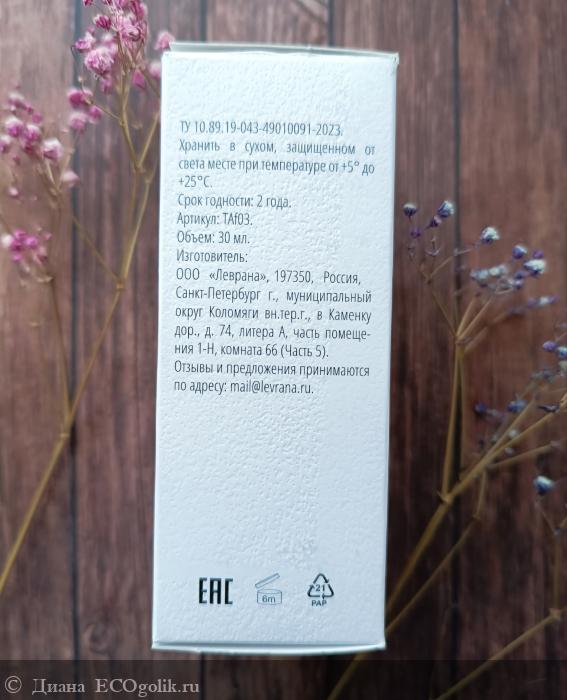 ТУ 10.89.19-043-49010091-2023.
Хранить в сухом, защищенном от
света месте при температуре от +5° до
+25°С.
Срок годности: 2 года.
Артикул: TAf03.
Объем: 30 мл.
Изготовитель:
ООО «Леврана», 197350, Россия,
Санкт-Петербург г., муниципальный
округ Коломяги вн.тер.г., в Каменку
дор., д. 74, литера А, часть помеще-
ния 1-Н, комната 66 (Часть 5).
Отзывы и предложения принимаются
по адресу: mail@levrana.ru.
EAC
6m
21
PAP
© Диана ECOgolik.ru